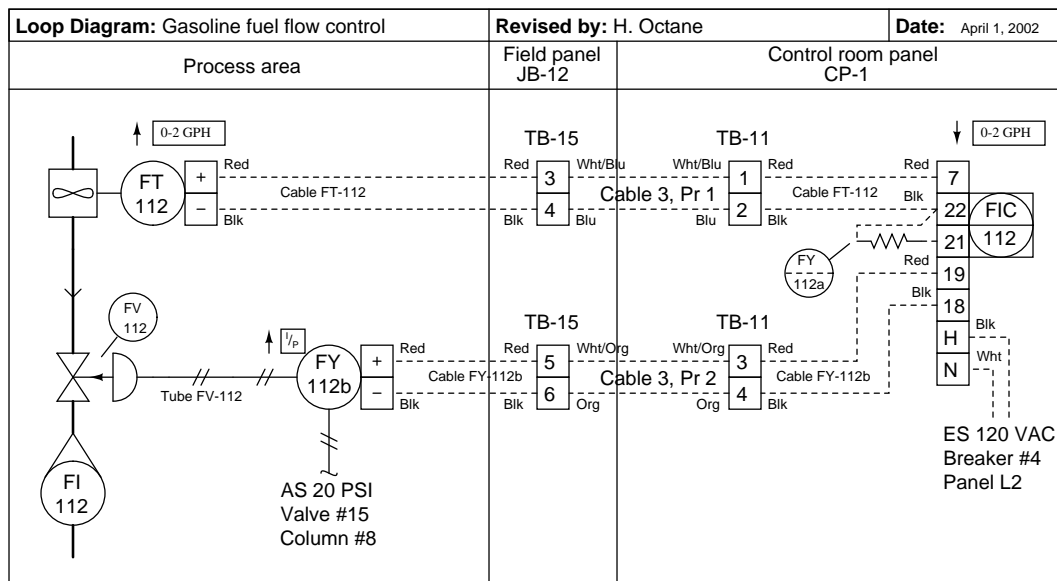 Loop Diagram: Gasoline fuel flow control
Revised by: H. Octane
Date: April 1, 2002
Process area
Field panel
JB-12
Control room panel
CP-1
0-2 GPH
0-2 GPH
TB-15
TB-11
FT
112
+
−
Red
Blk
Cable FT-112
Red
Blk
3
4
Wht/Blu
Blu
Cable 3, Pr 1
Wht/Blu
Blu
1
2
Red
Blk
Cable FT-112
Red
Blk
7
22
21
19
18
H
N
FIC
112
FY
112a
Red
Blk
Blk
Wht
FV
112
Tube FV-112
I/P
FY
112b
+
−
Red
Blk
Cable FY-112b
TB-15
TB-11
Red
Blk
5
6
Wht/Org
Org
Cable 3, Pr 2
Wht/Org
Org
3
4
Red
Blk
Cable FY-112b
ES 120 VAC
Breaker #4
Panel L2
FI
112
AS 20 PSI
Valve #15
Column #8